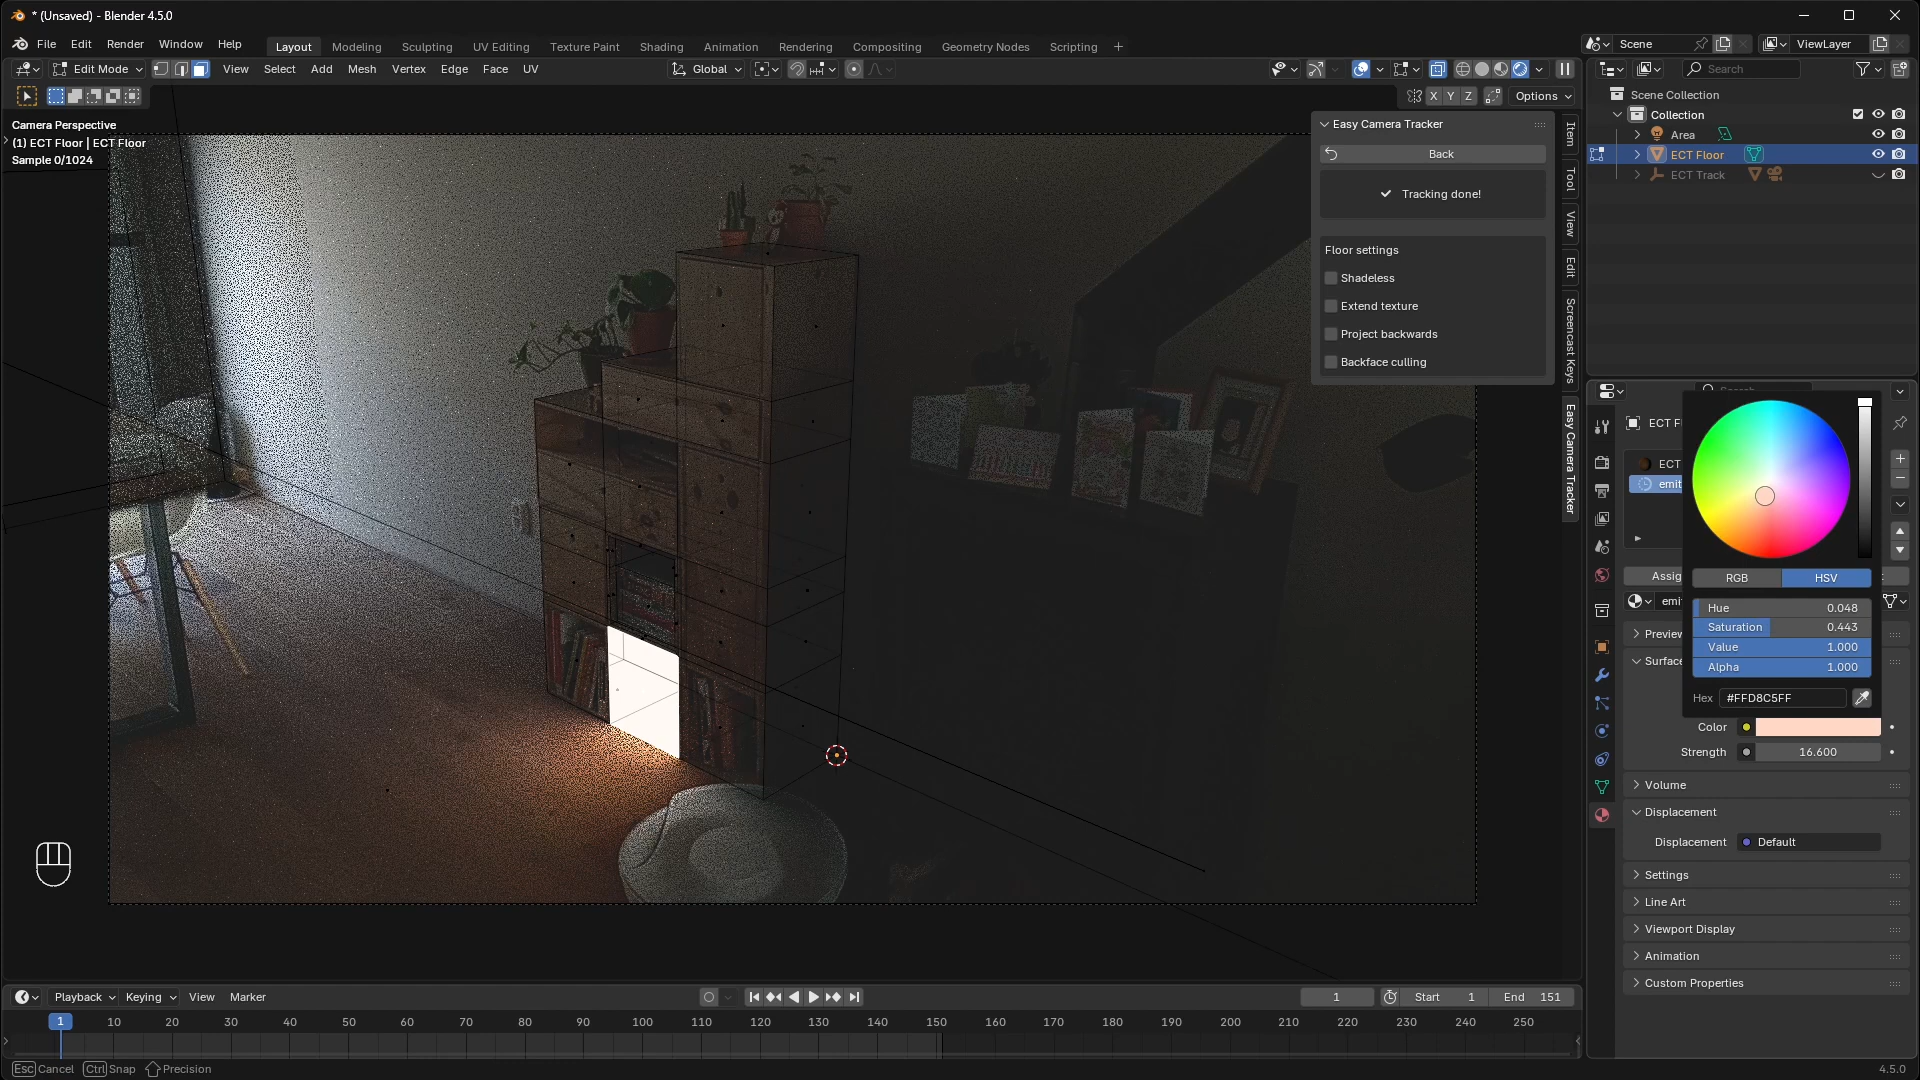 * (Unsaved) - Blender 4.5.0
File Edit Render Window Help
Layout Modeling Sculpting UV Editing Texture Paint Shading Animation Rendering Compositing Geometry Nodes Scripting +
Scene
ViewLayer
Edit Mode
View Select Add Mesh Vertex Edge Face UV
Global
X Y Z
Options
Search
Camera Perspective
(1) ECT Floor | ECT Floor
Sample 0/1024
Easy Camera Tracker
Back
Tracking done!
Floor settings
Shadeless
Extend texture
Project backwards
Backface culling
Item
Tool
View
Edit
Screencast Keys
Easy Camera Tracker
Scene Collection
Collection
Area
ECT Floor
ECT Track
Search
ECT F
ECT
emit
Assig
emi
RGB HSV
Hue 0.048
Saturation 0.443
Value 1.000
Alpha 1.000
Hex #FFD8C5FF
Preview
Surfac
Color
Strength 16.600
Volume
Displacement
Displacement Default
Settings
Line Art
Viewport Display
Animation
Custom Properties
Playback Keying View Marker
1
Start 1
End 151
1 10 20 30 40 50 60 70 80 90 100 110 120 130 140 150 160 170 180 190 200 210 220 230 240 250
Esc Cancel Ctrl Snap Precision
4.5.0